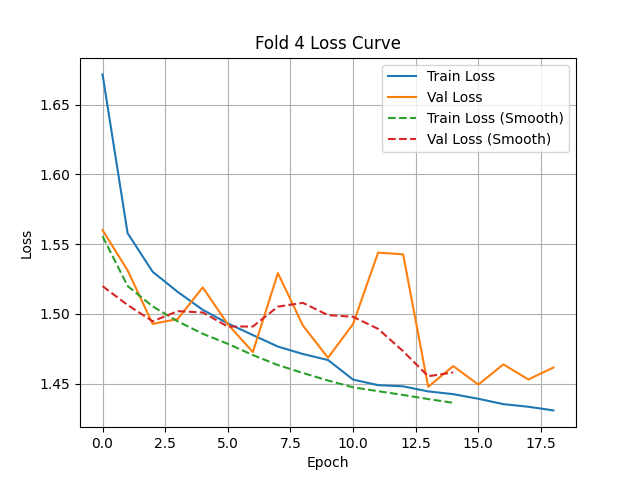 Fold 4 Loss Curve
Train Loss
Val Loss
Train Loss (Smooth)
Val Loss (Smooth)
1.65
1.60
1.55
1.50
1.45
Loss
0.0 2.5 5.0 7.5 10.0 12.5 15.0 17.5
Epoch